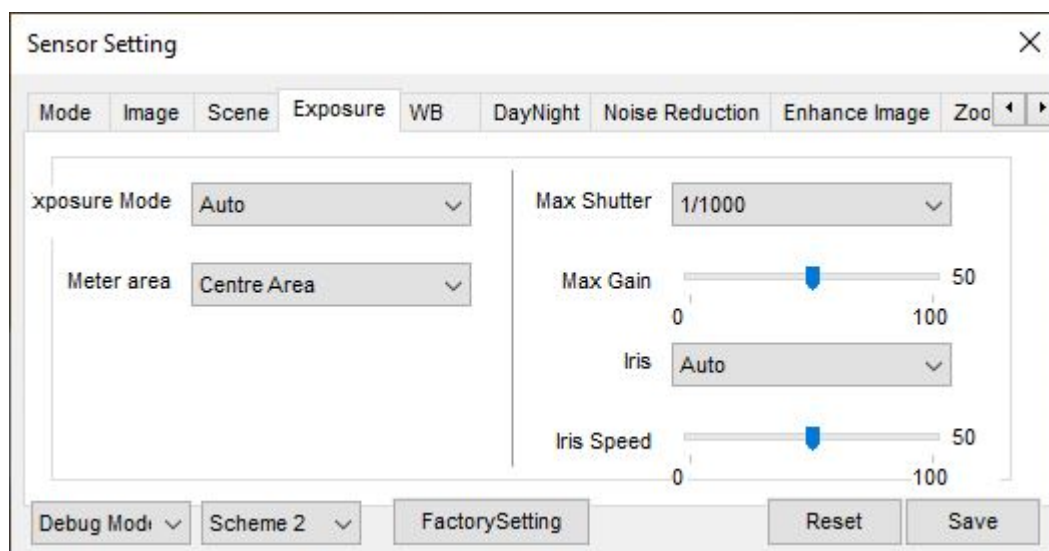 Sensor Setting
Mode Image Scene Exposure WB DayNight Noise Reduction Enhance Image Zoo
xposure Mode Auto Max Shutter 1/1000
Meter area Centre Area Max Gain 50
0 100
Iris Auto
Iris Speed 50
0 100
Debug Mod Scheme 2 FactorySetting Reset Save